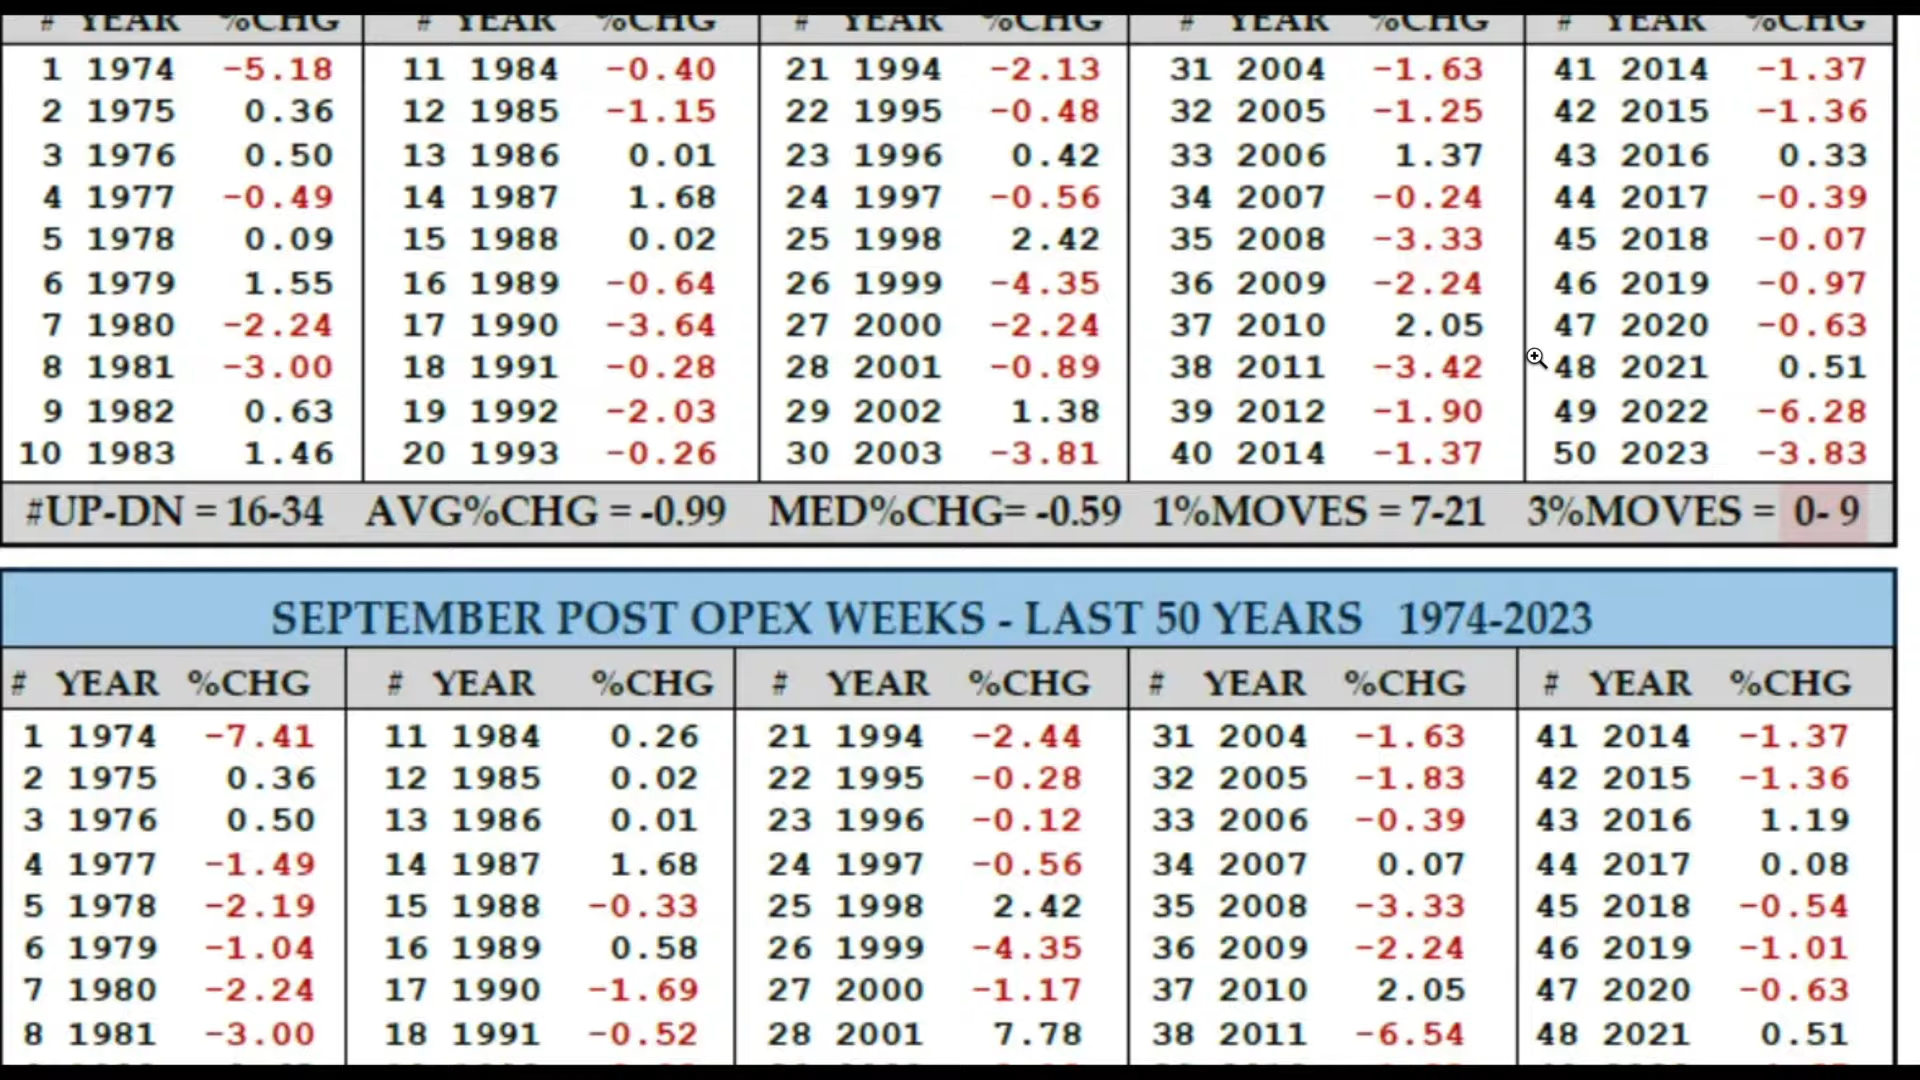 # YEAR %CHG # YEAR %CHG # YEAR %CHG # YEAR %CHG # YEAR %CHG
1 1974 -5.18 11 1984 -0.40 21 1994 -2.13 31 2004 -1.63 41 2014 -1.37
2 1975 0.36 12 1985 -1.15 22 1995 -0.48 32 2005 -1.25 42 2015 -1.36
3 1976 0.50 13 1986 0.01 23 1996 0.42 33 2006 1.37 43 2016 0.33
4 1977 -0.49 14 1987 1.68 24 1997 -0.56 34 2007 -0.24 44 2017 -0.39
5 1978 0.09 15 1988 0.02 25 1998 2.42 35 2008 -3.33 45 2018 -0.07
6 1979 1.55 16 1989 -0.64 26 1999 -4.35 36 2009 -2.24 46 2019 -0.97
7 1980 -2.24 17 1990 -3.64 27 2000 -2.24 37 2010 2.05 47 2020 -0.63
8 1981 -3.00 18 1991 -0.28 28 2001 -0.89 38 2011 -3.42 48 2021 0.51
9 1982 0.63 19 1992 -2.03 29 2002 1.38 39 2012 -1.90 49 2022 -6.28
10 1983 1.46 20 1993 -0.26 30 2003 -3.81 40 2014 -1.37 50 2023 -3.83
#UP-DN = 16-34 AVG%CHG = -0.99 MED%CHG= -0.59 1%MOVES = 7-21 3%MOVES = 0- 9
SEPTEMBER POST OPEX WEEKS - LAST 50 YEARS 1974-2023
# YEAR %CHG # YEAR %CHG # YEAR %CHG # YEAR %CHG # YEAR %CHG
1 1974 -7.41 11 1984 0.26 21 1994 -2.44 31 2004 -1.63 41 2014 -1.37
2 1975 0.36 12 1985 0.02 22 1995 -0.28 32 2005 -1.83 42 2015 -1.36
3 1976 0.50 13 1986 0.01 23 1996 -0.12 33 2006 -0.39 43 2016 1.19
4 1977 -1.49 14 1987 1.68 24 1997 -0.56 34 2007 0.07 44 2017 0.08
5 1978 -2.19 15 1988 -0.33 25 1998 2.42 35 2008 -3.33 45 2018 -0.54
6 1979 -1.04 16 1989 0.58 26 1999 -4.35 36 2009 -2.24 46 2019 -1.01
7 1980 -2.24 17 1990 -1.69 27 2000 -1.17 37 2010 2.05 47 2020 -0.63
8 1981 -3.00 18 1991 -0.52 28 2001 7.78 38 2011 -6.54 48 2021 0.51